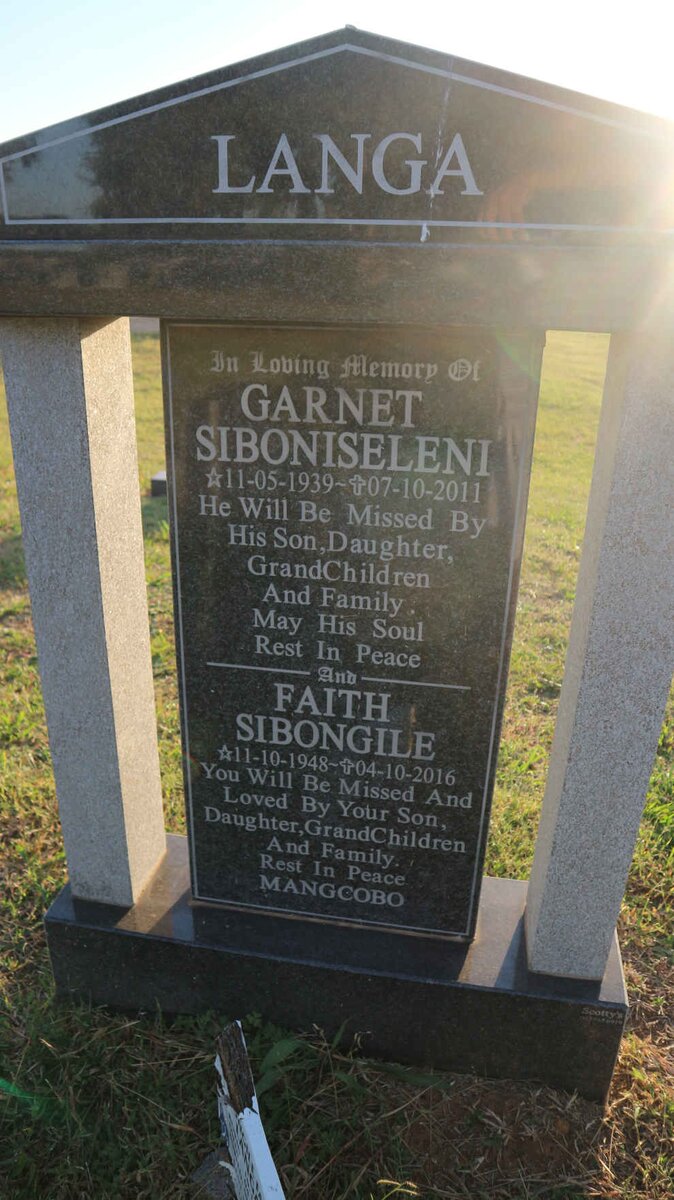 LANGA
In Loving Memory Of
GARNET
SIBONISELENI
☆11-05-1939~✞07-10-2011
He Will Be Missed By
His Son,Daughter,
GrandChildren
And Family.
May His Soul
Rest In Peace
And
FAITH
SIBONGILE
☆11-10-1948~✞04-10-2016
You Will Be Missed And
Loved By Your Son,
Daughter,GrandChildren
And Family.
Rest In Peace
MANGCOBO
Scotty's